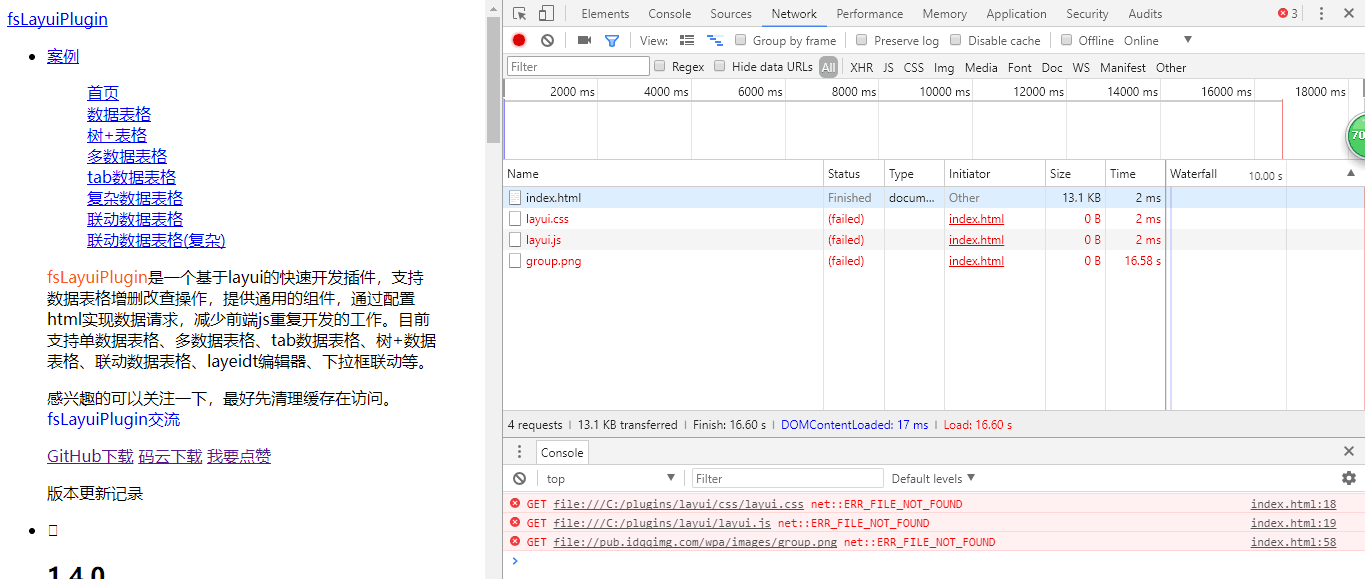 fsLayuiPlugin
案例
首页
数据表格
树+表格
多数据表格
tab数据表格
复杂数据表格
联动数据表格
联动数据表格(复杂)
fsLayuiPlugin是一个基于layui的快速开发插件，支持
数据表格增删改查操作，提供通用的组件，通过配置
html实现数据请求，减少前端js重复开发的工作。目前
支持单数据表格、多数据表格、tab数据表格、树+数据
表格、联动数据表格、layeidt编辑器、下拉框联动等。
感兴趣的可以关注一下，最好先清理缓存在访问。
fsLayuiPlugin交流
GitHub下载 码云下载 我要点赞
版本更新记录
1.4.0
Elements Console Sources Network Performance Memory Application Security Audits 3
View: Group by frame Preserve log Disable cache Offline Online
Filter Regex Hide data URLs All XHR JS CSS Img Media Font Doc WS Manifest Other
2000 ms 4000 ms 6000 ms 8000 ms 10000 ms 12000 ms 14000 ms 16000 ms 18000 ms
70
Name Status Type Initiator Size Time Waterfall 10.00 s
index.html Finished docum... Other 13.1 KB 2 ms
layui.css (failed) index.html 0 B 2 ms
layui.js (failed) index.html 0 B 2 ms
group.png (failed) index.html 0 B 16.58 s
4 requests | 13.1 KB transferred | Finish: 16.60 s | DOMContentLoaded: 17 ms | Load: 16.60 s
Console
top Filter Default levels
GET file:///C:/plugins/layui/css/layui.css net::ERR_FILE_NOT_FOUND index.html:18
GET file:///C:/plugins/layui/layui.js net::ERR_FILE_NOT_FOUND index.html:19
GET file://pub.idqqimg.com/wpa/images/group.png net::ERR_FILE_NOT_FOUND index.html:58